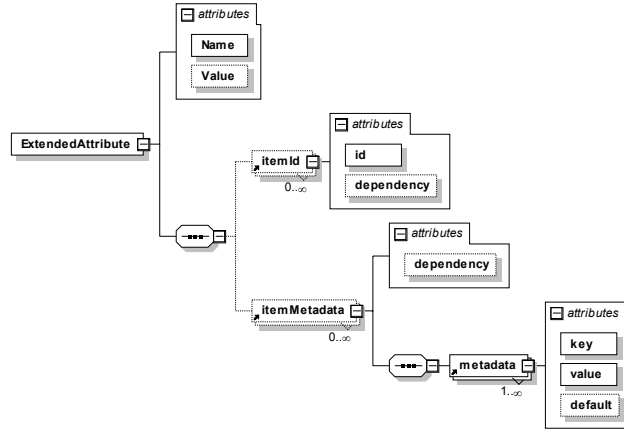 attributes
Name
Value
ExtendedAttribute
attributes
itemId
id
0..∞
dependency
attributes
dependency
itemMetadata
0..∞
attributes
key
metadata
value
1..∞
default